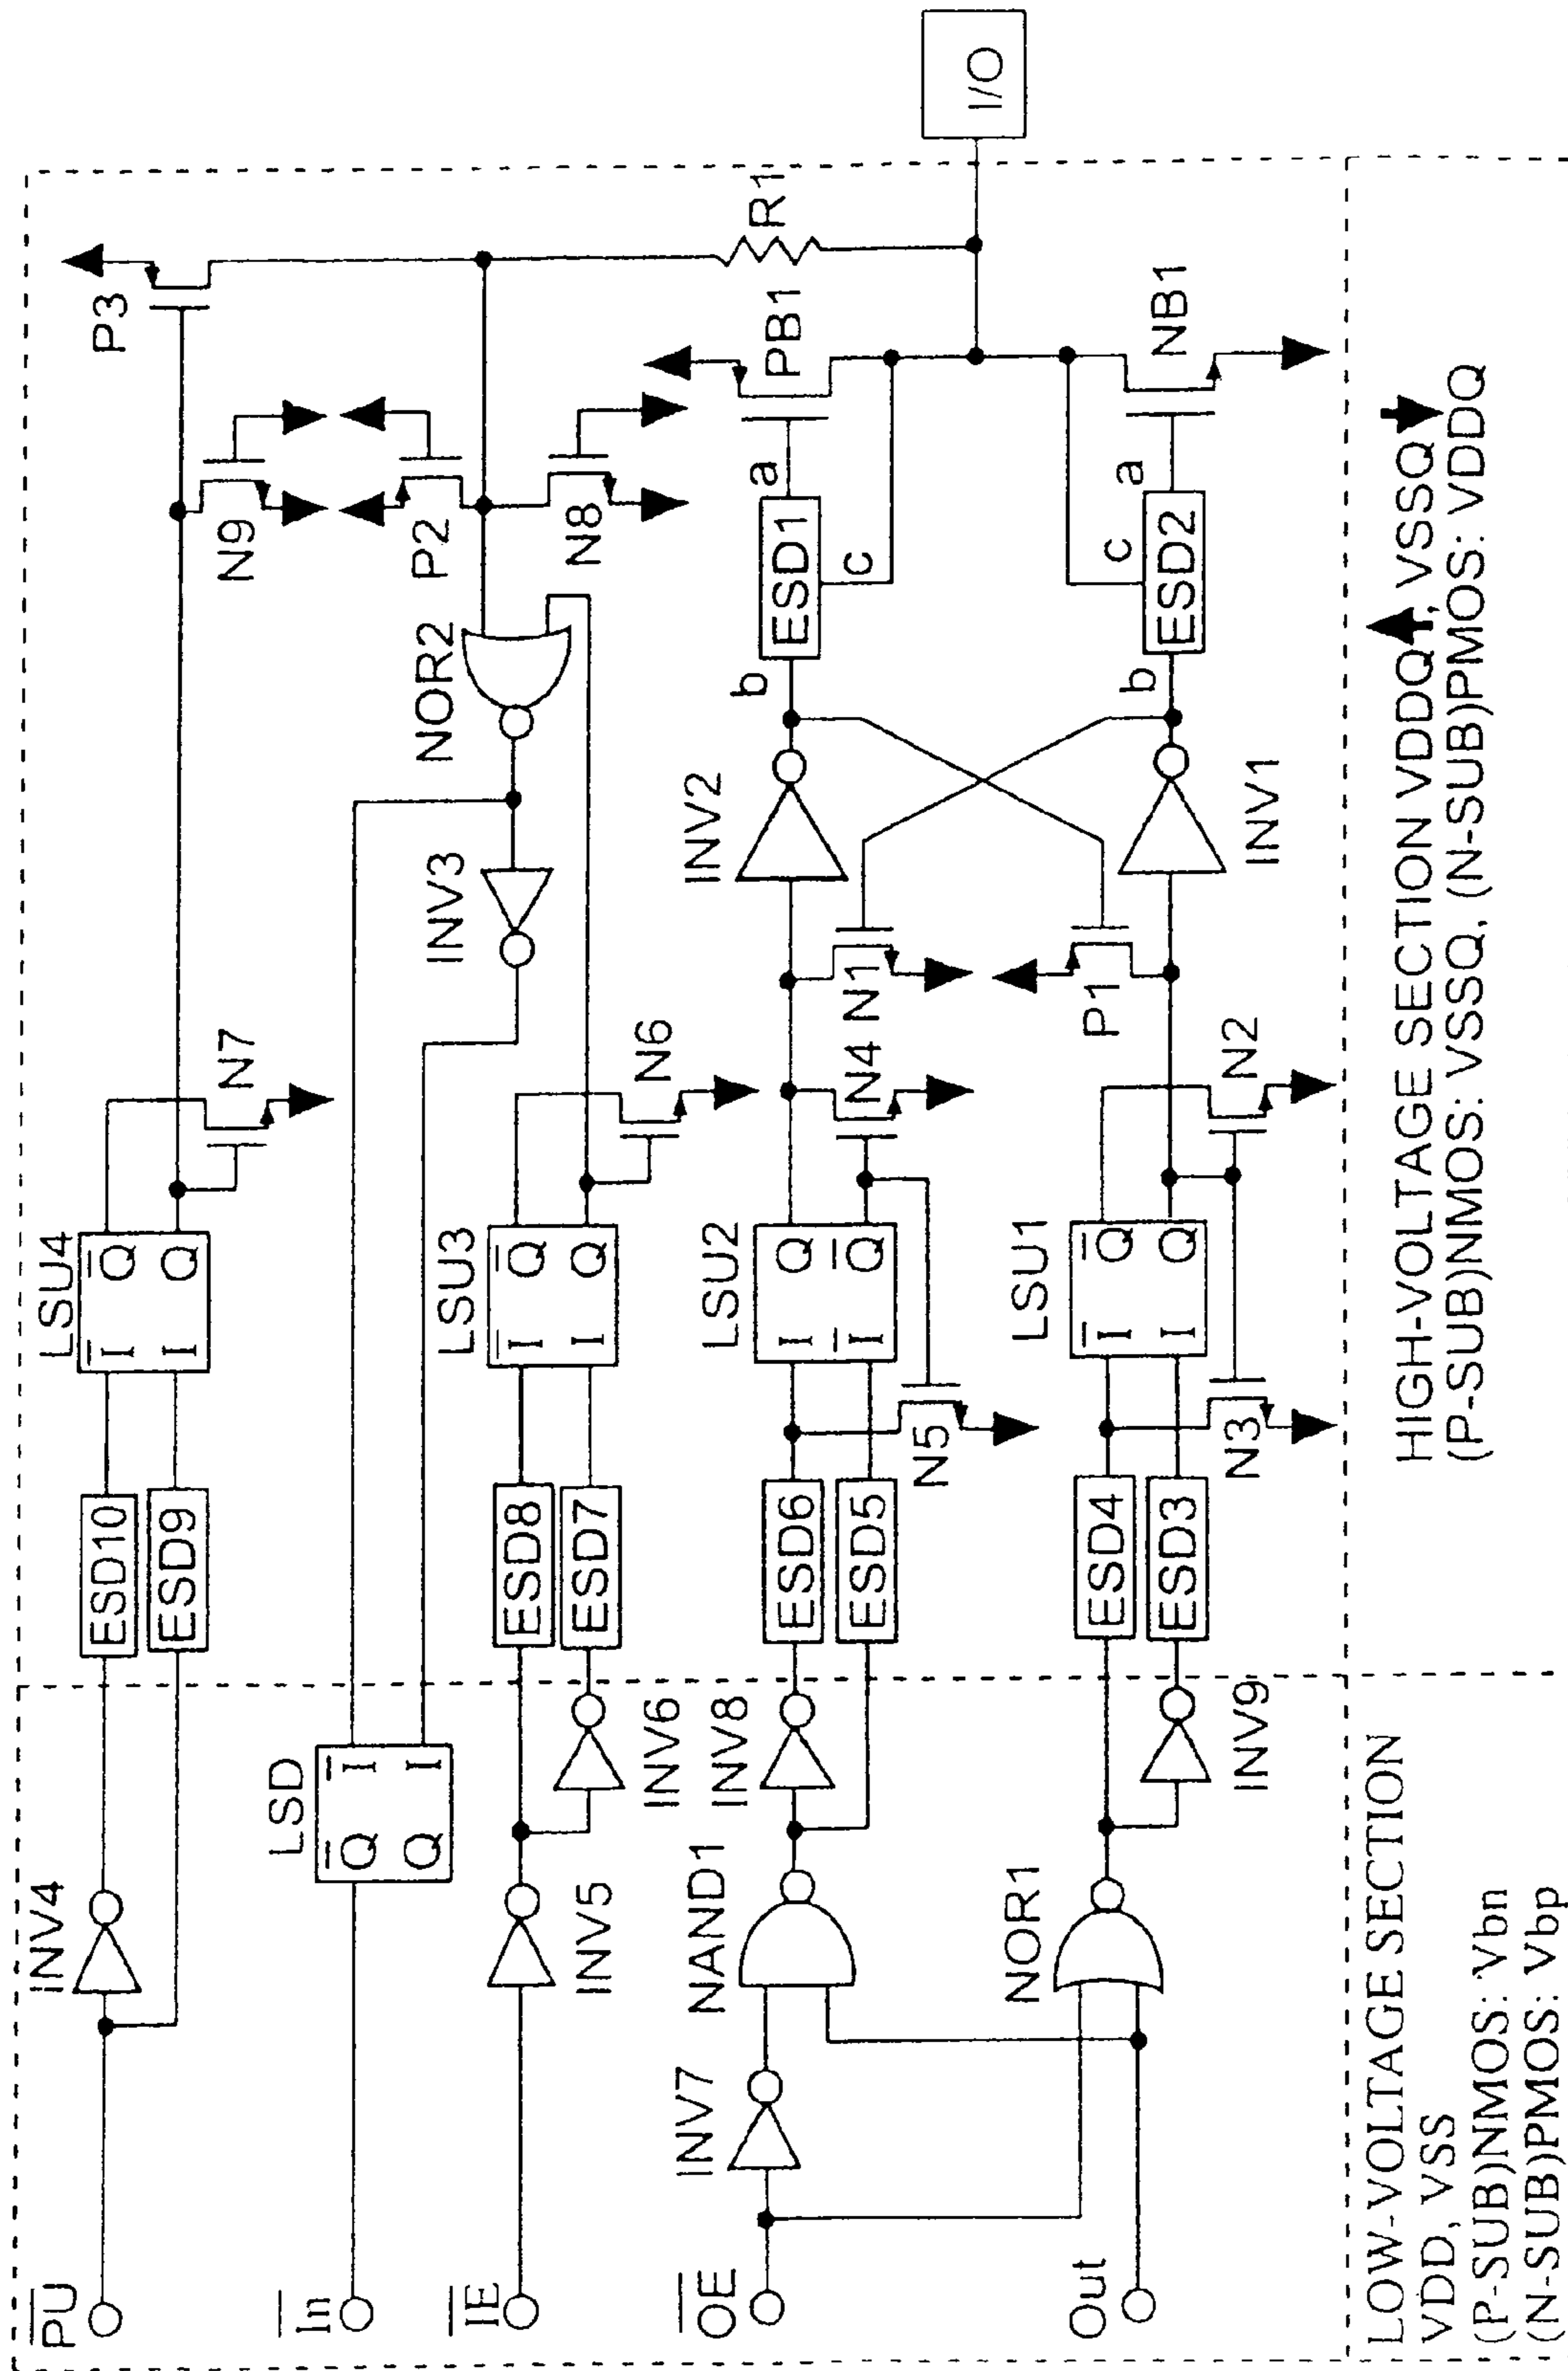 PU
INV4
ESD10
ESD9
LSU4
I Q
I Q
N7
N9
P3
In
LSD
Q I
Q I
INV3
NOR2
P2
N8
R1
I/O
IE
INV5
INV6
ESD8
ESD7
LSU3
I Q
I Q
N6
OE
INV7
NAND1
INV8
ESD6
ESD5
LSU2
I Q
I Q
N5
N4
N1
INV2
b
ESD1
a
c
PB1
Out
NOR1
INV9
ESD4
ESD3
LSU1
I Q
I Q
N3
N2
P1
INV1
b
ESD2
a
c
NB1
LOW-VOLTAGE SECTION
VDD, VSS
(P-SUB)NMOS: Vbn
(N-SUB)PMOS: Vbp
HIGH-VOLTAGE SECTION VDDQ, VSSQ
(P-SUB)NMOS: VSSQ, (N-SUB)PMOS: VDDQ